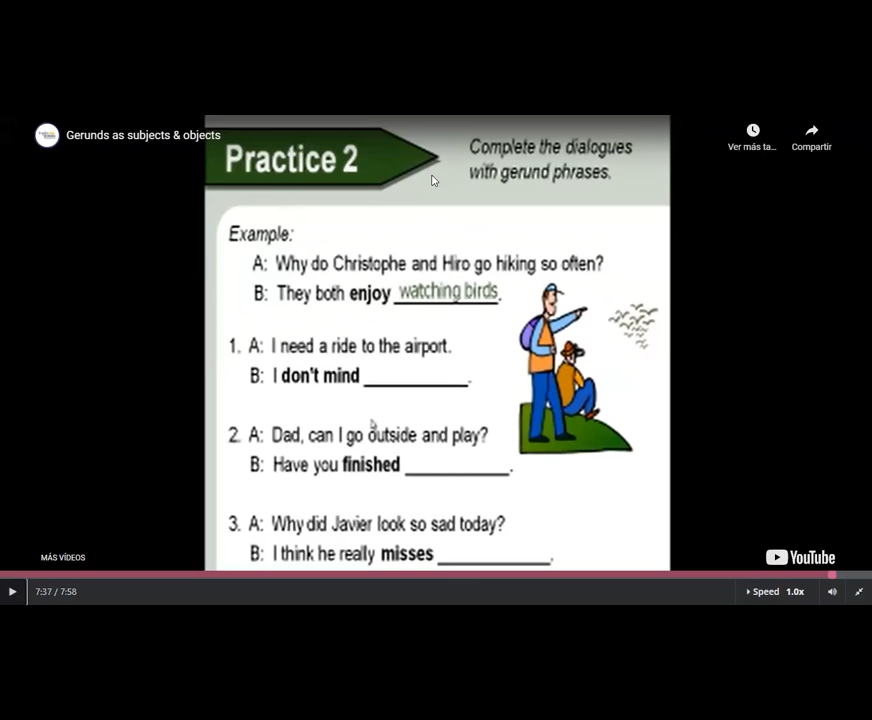 Gerunds as subjects & objects
Ver más ta...
Compartir
Practice 2
Complete the dialogues
with gerund phrases.
Example:
A: Why do Christophe and Hiro go hiking so often?
B: They both enjoy watching birds.
1. A: I need a ride to the airport.
B: I don't mind __________.
2. A: Dad, can I go outside and play?
B: Have you finished __________.
3. A: Why did Javier look so sad today?
B: I think he really misses __________.
MÁS VÍDEOS
YouTube
7:37 / 7:58
Speed 1.0x